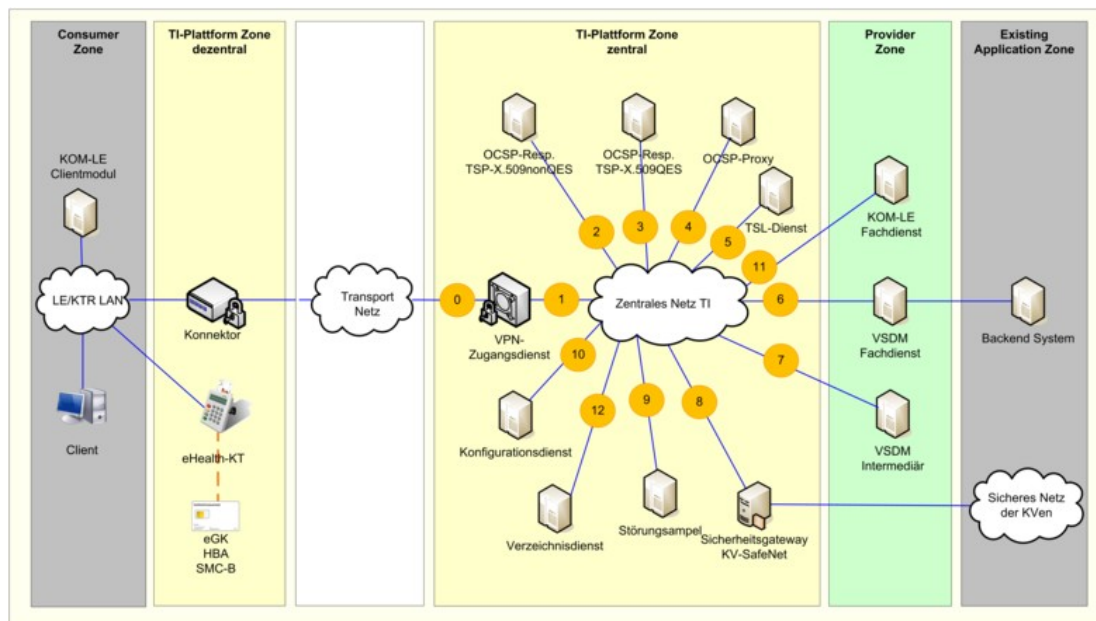 Consumer
Zone
TI-Plattform Zone
dezentral
TI-Plattform Zone
zentral
Provider
Zone
Existing
Application Zone
KOM-LE
Clientmodul
LE/KTR LAN
Client
Konnektor
eHealth-KT
eGK
HBA
SMC-B
Transport
Netz
0
VPN-
Zugangsdienst
1
OCSP-Resp.
TSP-X.509nonQES
OCSP-Resp.
TSP-X.509QES
OCSP-Proxy
TSL-Dienst
2
3
4
5
11
Zentrales Netz TI
6
10
7
12
9
8
Konfigurationsdienst
Verzeichnisdienst
Störungsampel
Sicherheitsgateway
KV-SafeNet
KOM-LE
Fachdienst
VSDM
Fachdienst
VSDM
Intermediär
Backend System
Sicheres Netz
der KVen